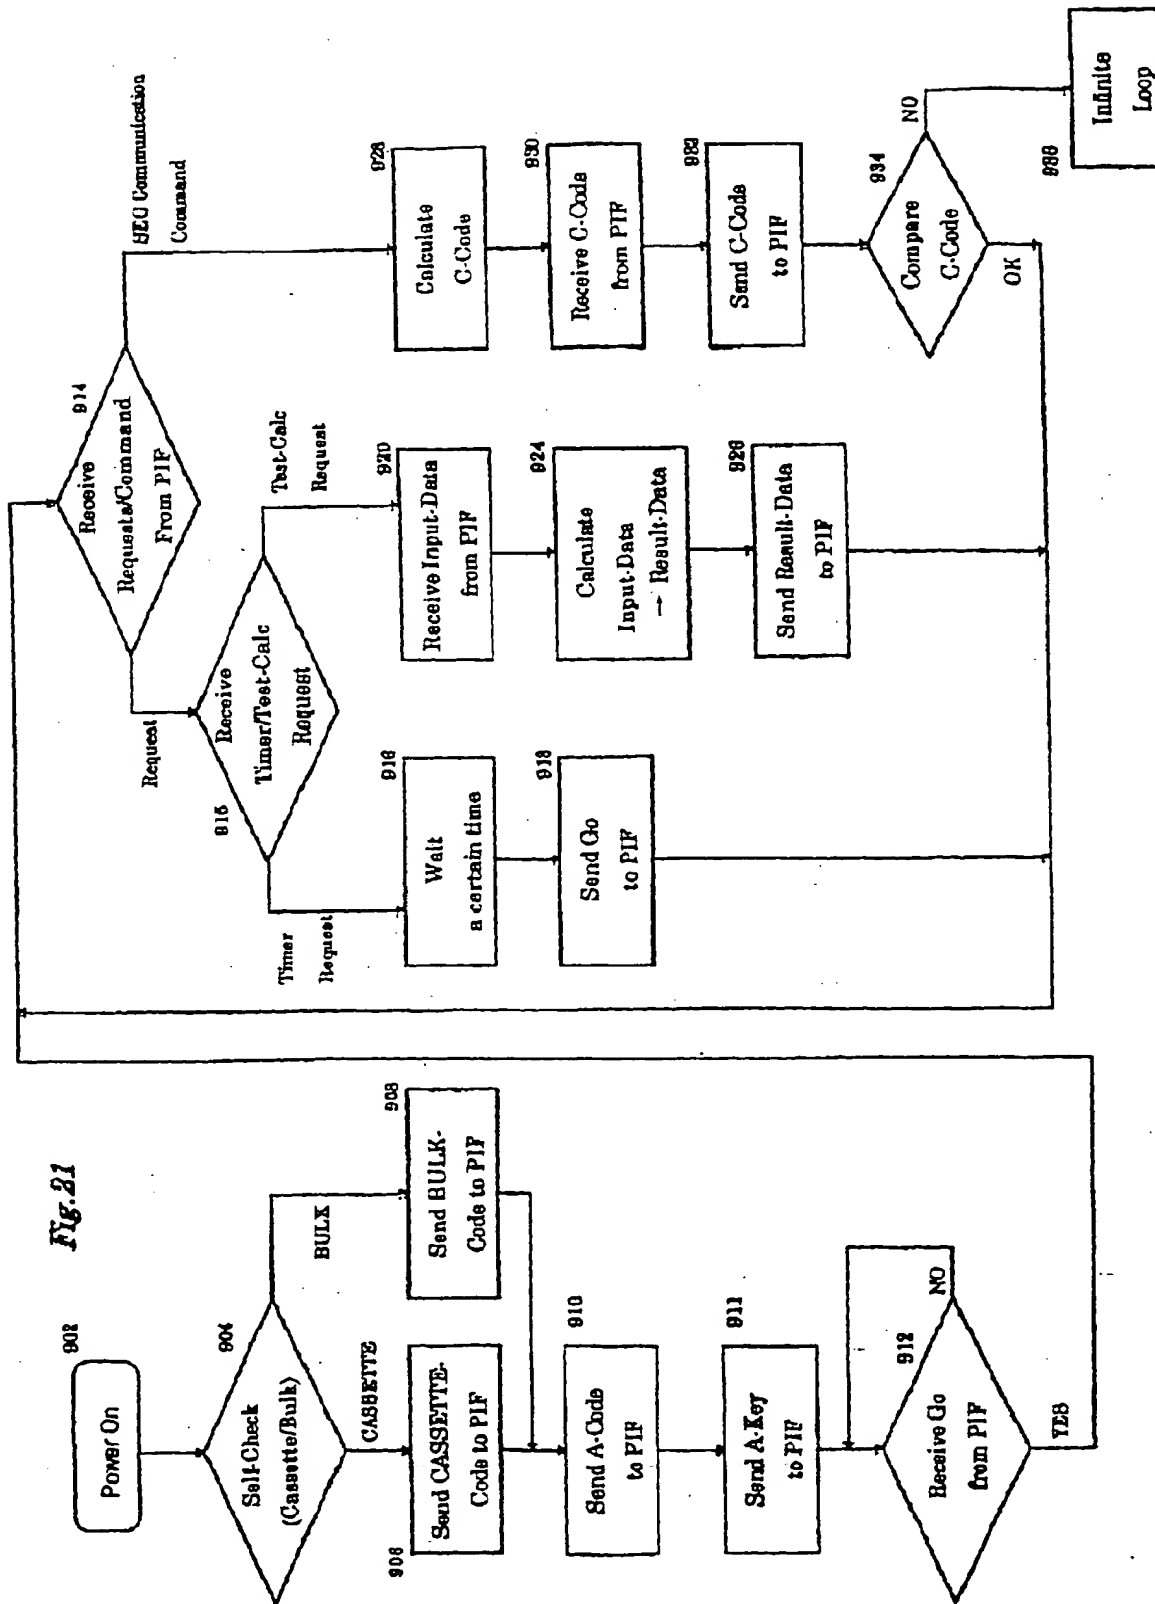 Fig.21
902
Power On
904
Self-Check
(Cassette/Bulk)
BULK
CASSETTE
906
Send CASSETTE-
Code to PIF
908
Send BULK-
Code to PIF
910
Send A-Code
to PIF
911
Send A-Key
to PIF
912
Receive Go
from PIF
NO
YES
914
Receive
Requests/Command
From PIF
Request
SEC Communication
Command
915
Receive
Timer/Test-Calc
Request
Timer
Request
Test-Calc
Request
916
Wait
a certain time
918
Send Go
to PIF
920
Receive Input-Data
from PIF
924
Calculate
Input-Data
→ Result-Data
926
Send Result-Data
to PIF
928
Calculate
C-Code
930
Receive C-Code
from PIF
932
Send C-Code
to PIF
934
Compare
C-Code
NO
OK
936
Infinite
Loop